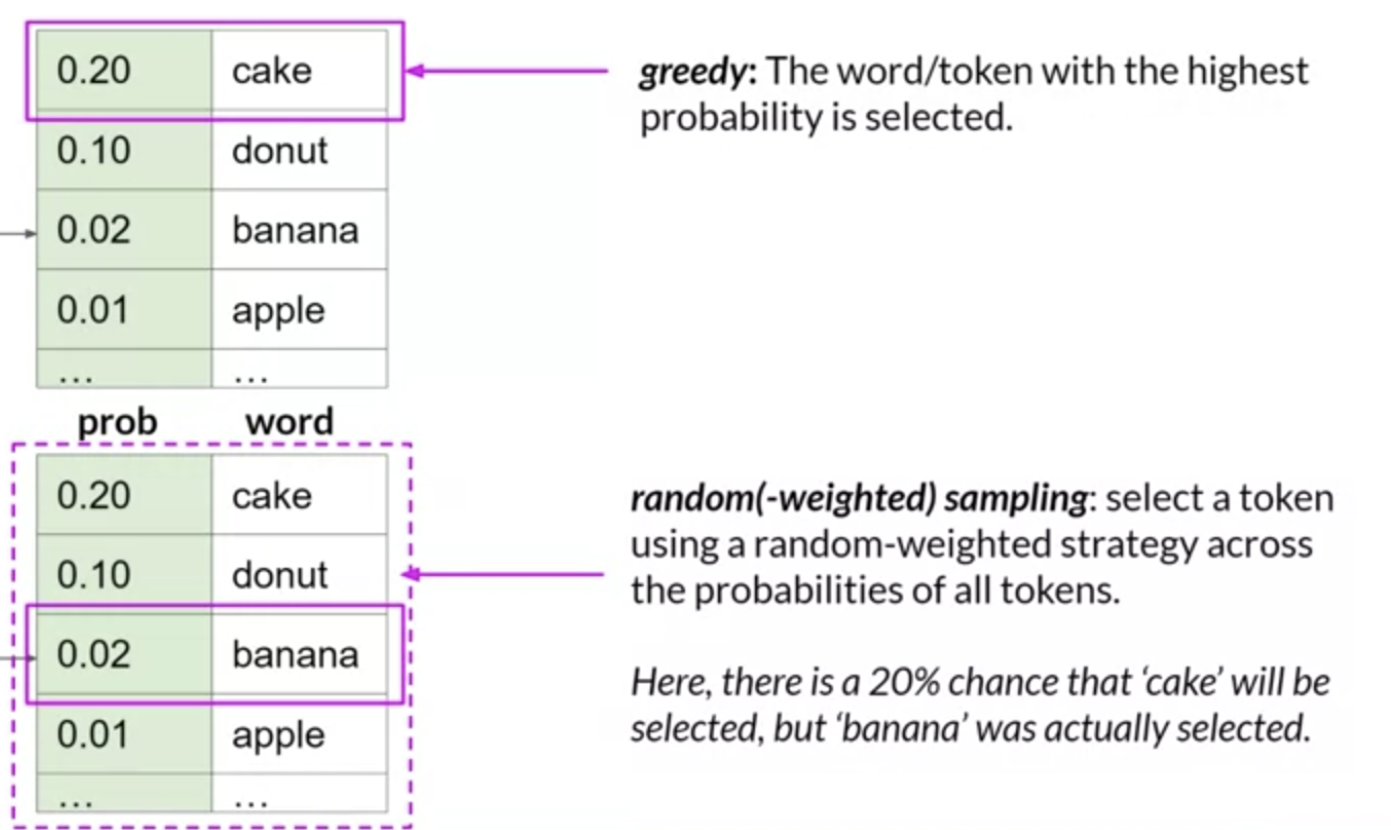 0.20 cake
greedy: The word/token with the highest
probability is selected.
0.10 donut
0.02 banana
0.01 apple
... ...
prob word
0.20 cake
random(-weighted) sampling: select a token
using a random-weighted strategy across
the probabilities of all tokens.
0.10 donut
0.02 banana
Here, there is a 20% chance that ‘cake’ will be
selected, but ‘banana’ was actually selected.
0.01 apple
... ...